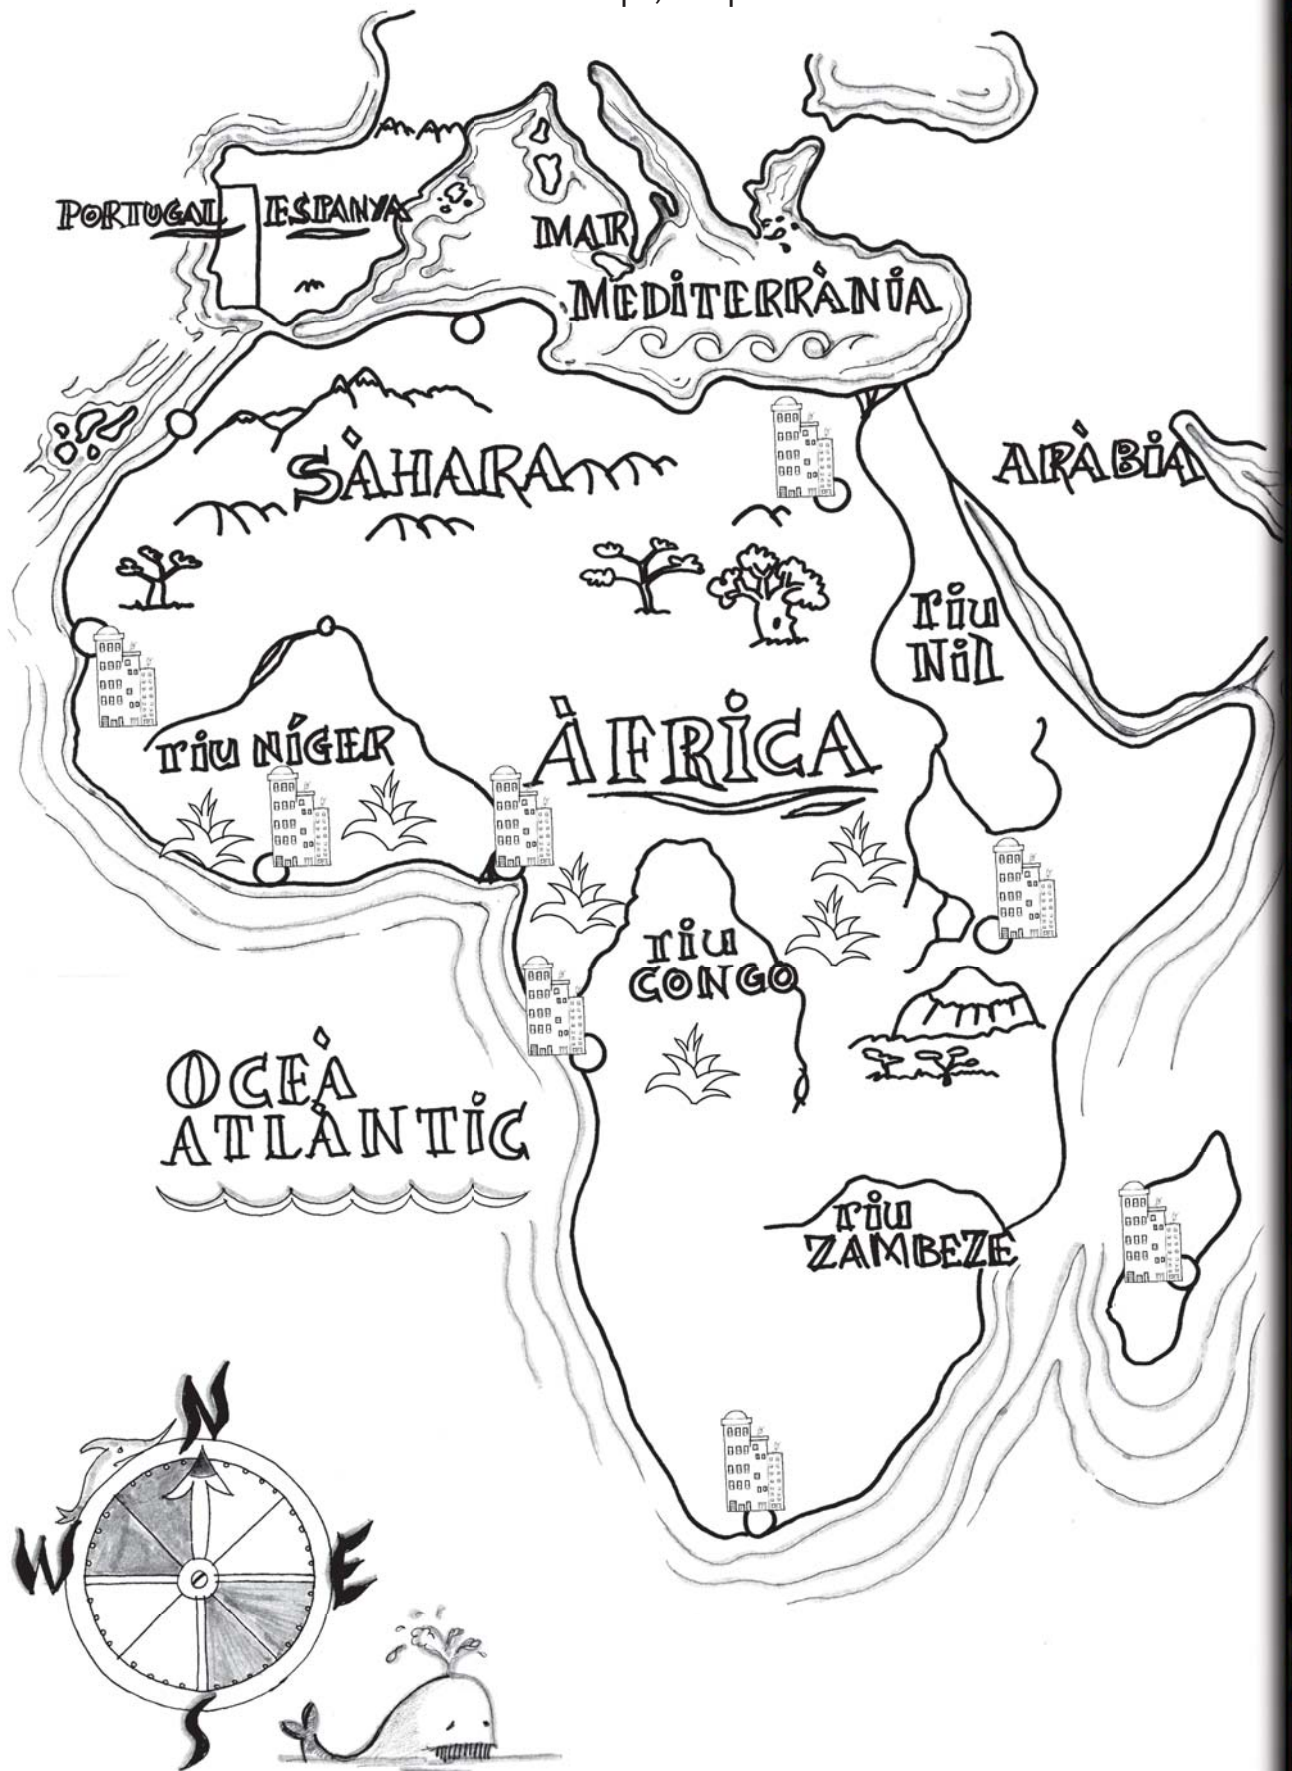 PORTUGAL
ESPANYA
MAR
MEDITERRÀNIA
SÀHARA
ARÀBIA
riu
NIL
riu NÍGER
ÀFRICA
riu
CONGO
OCEÀ
ATLÀNTIC
riu
ZAMBEZE
N
W
E
S